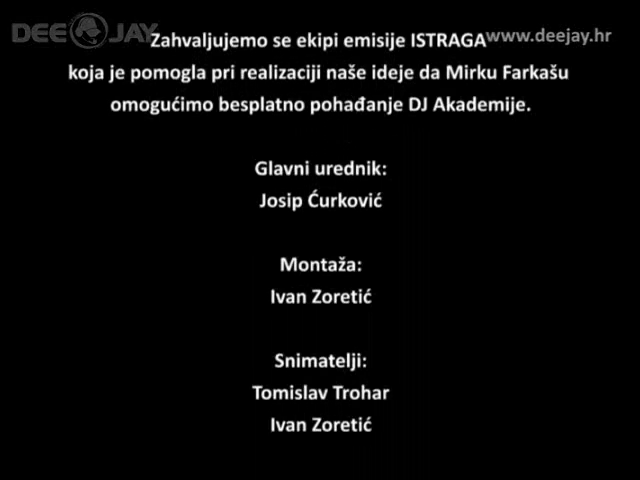 DEEJAY
www.deejay.hr
Zahvaljujemo se ekipi emisije ISTRAGA
koja je pomogla pri realizaciji naše ideje da Mirku Farkašu
omogućimo besplatno pohađanje DJ Akademije.
Glavni urednik:
Josip Ćurković
Montaža:
Ivan Zoretić
Snimatelji:
Tomislav Trohar
Ivan Zoretić